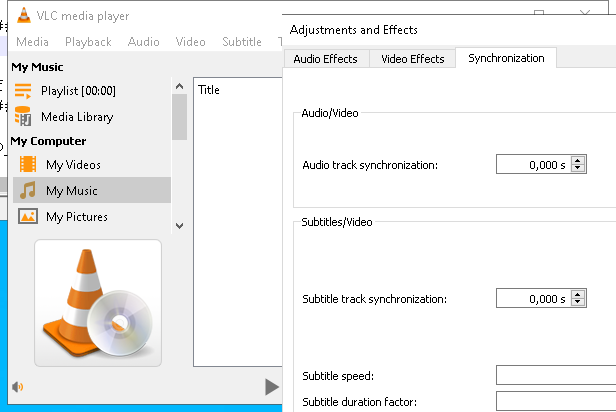 VLC media player
Media Playback Audio Video Subtitle
My Music
Playlist [00:00]
Media Library
My Computer
My Videos
My Music
My Pictures
Title
Adjustments and Effects
Audio Effects Video Effects Synchronization
Audio/Video
Audio track synchronization: 0,000 s
Subtitles/Video
Subtitle track synchronization: 0,000 s
Subtitle speed:
Subtitle duration factor: